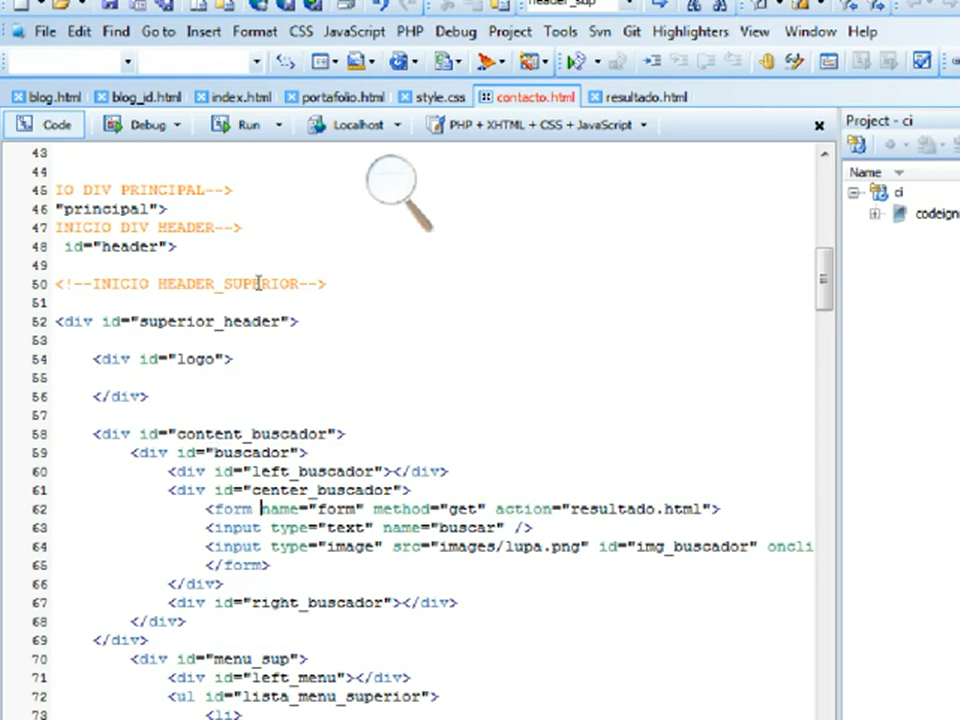 header_sup
File Edit Find Go to Insert Format CSS JavaScript PHP Debug Project Tools Svn Git Highlighters View Window Help
blog.html blog_id.html index.html portafolio.html style.css contacto.html resultado.html
Code Debug Run Localhost PHP + XHTML + CSS + JavaScript
Project - ci
Name
ci
codeign
43
44
45 IO DIV PRINCIPAL-->
46 "principal">
47 INICIO DIV HEADER-->
48 id="header">
49
50 <!--INICIO HEADER_SUPERIOR-->
51
52 <div id="superior_header">
53
54 <div id="logo">
55
56 </div>
57
58 <div id="content_buscador">
59 <div id="buscador">
60 <div id="left_buscador"></div>
61 <div id="center_buscador">
62 <form name="form" method="get" action="resultado.html">
63 <input type="text" name="buscar" />
64 <input type="image" src="images/lupa.png" id="img_buscador" oncli
65 </form>
66 </div>
67 <div id="right_buscador"></div>
68 </div>
69 </div>
70 <div id="menu_sup">
71 <div id="left_menu"></div>
72 <ul id="lista_menu_superior">
73 <li>